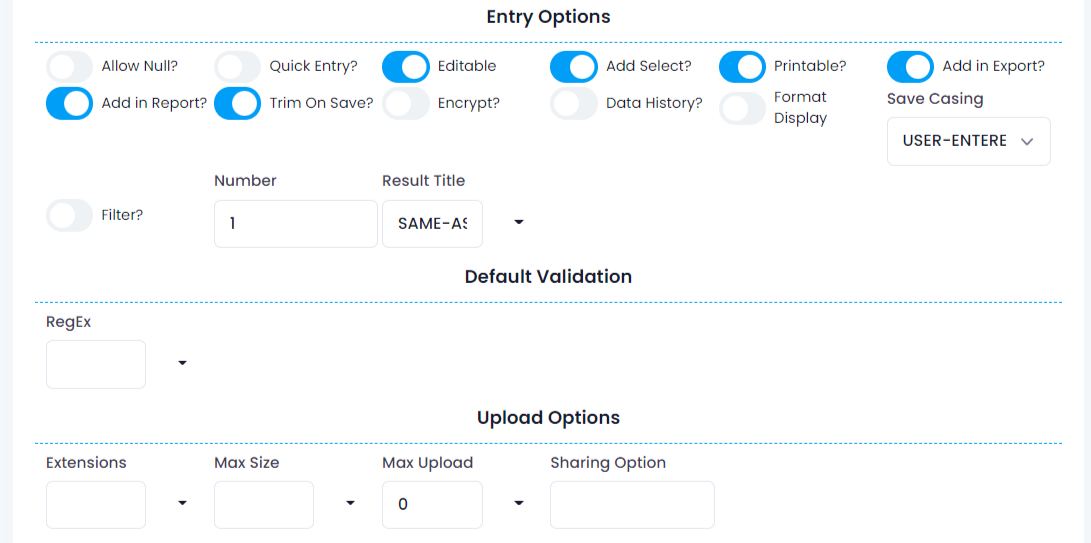 Entry Options
Allow Null? Quick Entry? Editable Add Select? Printable? Add in Export?
Add in Report? Trim On Save? Encrypt? Data History? Format Display Save Casing
USER-ENTERE
Number Result Title
Filter? 1 SAME-AS
Default Validation
RegEx
Upload Options
Extensions Max Size Max Upload Sharing Option
0